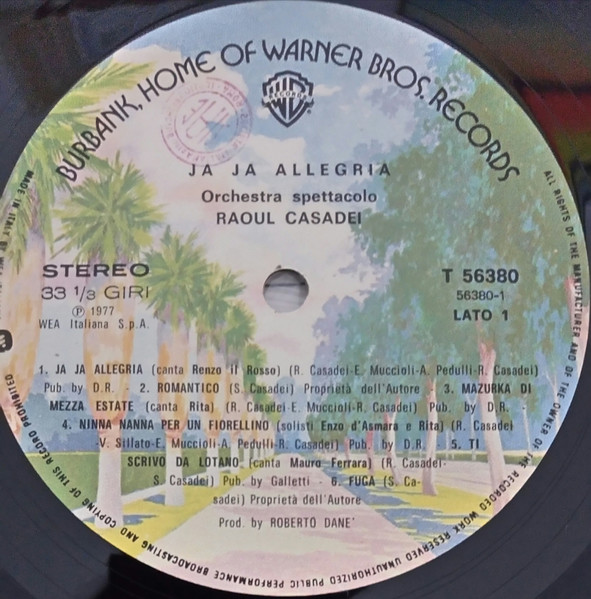 BURBANK, HOME OF WARNER BROS. RECORDS
RECORDS
JA JA ALLEGRIA
Orchestra spettacolo
RAOUL CASADEI
STEREO
33 1/3 GIRI
Ⓟ 1977
WEA Italiana S.p.A.
T 56380
56380-1
LATO 1
1. JA JA ALLEGRIA (canta Renzo il Rosso) (R. Casadei-E. Muccioli-A. Pedulli-R. Casadei)
Pub. by D.R. - 2. ROMANTICO (S. Casadei) Proprietà dell'Autore - 3. MAZURKA DI
MEZZA ESTATE (canta Rita) (R. Casadei-E. Muccioli-R. Casadei) Pub. by D.R. -
4. NINNA NANNA PER UN FIORELLINO (solisti Enzo d'Asmara e Rita) (R. Casadei
-V. Sillato-E. Muccioli-A. Pedulli-R. Casadei) Pub. by D.R. - 5. TI
SCRIVO DA LOTANO (canta Mauro Ferrara) (R. Casadei-
S. Casadei) Pub. by Galletti - 6. FUGA (S. Ca-
sadei) Proprietà dell'Autore
Prod. by ROBERTO DANE'
ALL RIGHTS OF THE MANUFACTURER AND OF THE OWNER OF THE RECORDED WORK RESERVED UNAUTHORIZED PUBLIC PERFORMANCE BROADCASTING AND COPYING OF THIS RECORD PROHIBITED
MADE IN ITALY BY